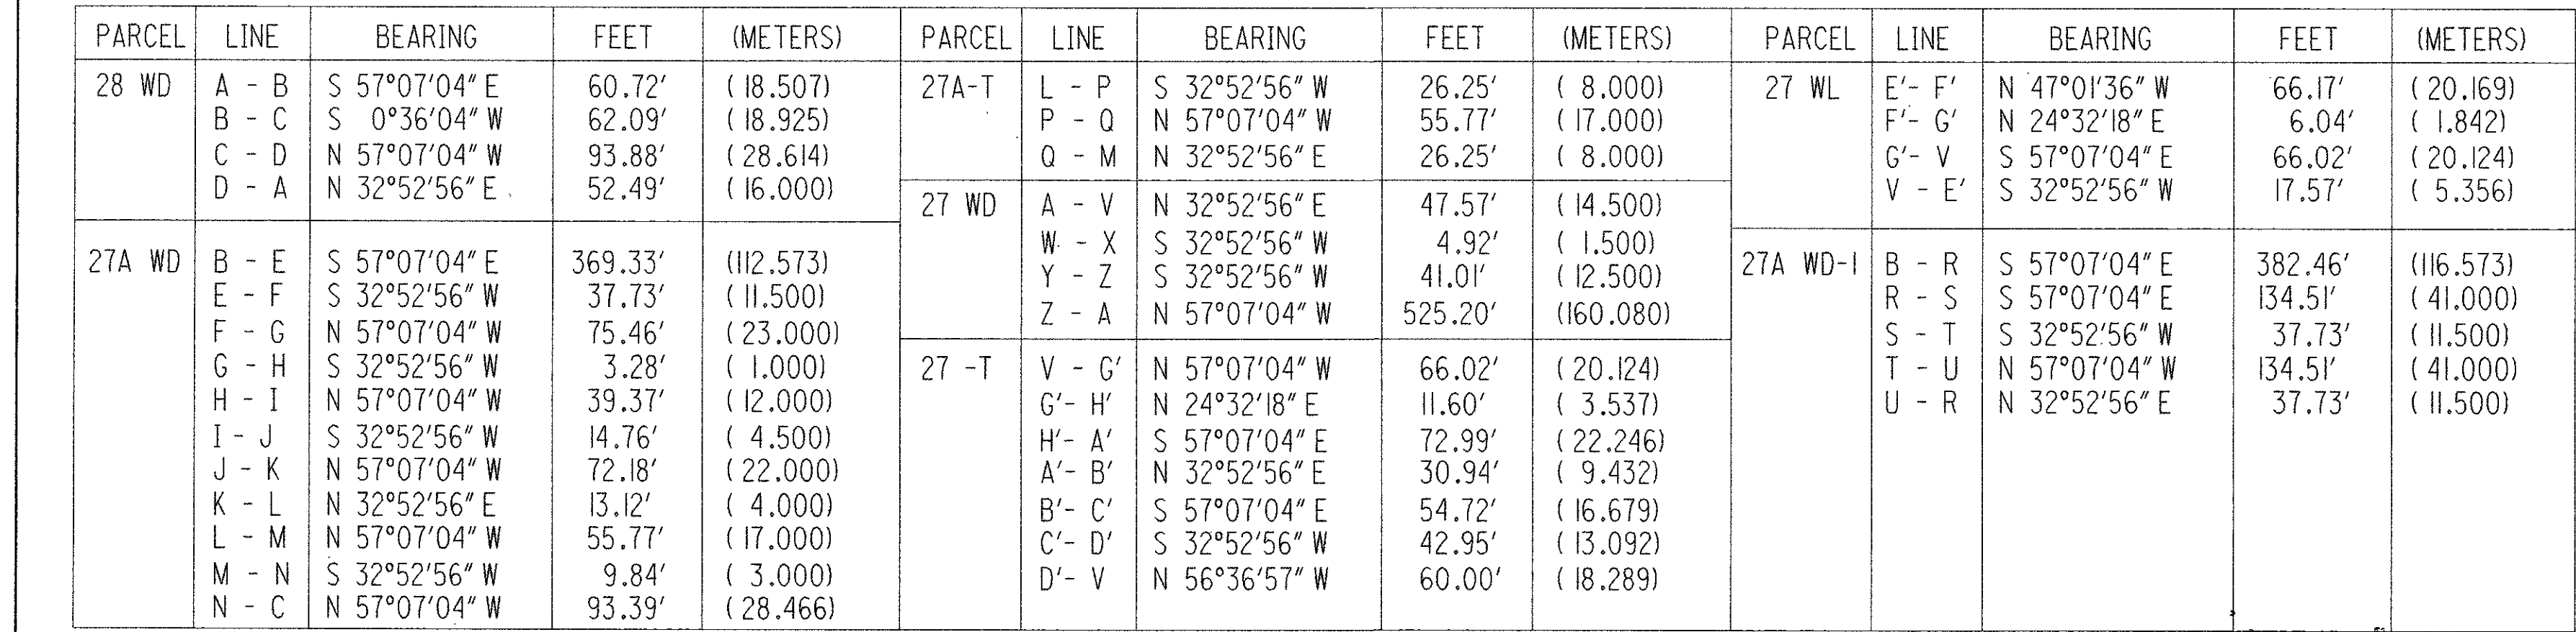 PARCEL LINE BEARING FEET (METERS)
28 WD A - B S 57°07'04" E 60.72' (18.507)
B - C S 0°36'04" W 62.09' (18.925)
C - D N 57°07'04" W 93.88' (28.614)
D - A N 32°52'56" E 52.49' (16.000)
27A WD B - E S 57°07'04" E 369.33' (112.573)
E - F S 32°52'56" W 37.73' (11.500)
F - G N 57°07'04" W 75.46' (23.000)
G - H S 32°52'56" W 3.28' ( 1.000)
H - I N 57°07'04" W 39.37' (12.000)
I - J S 32°52'56" W 14.76' ( 4.500)
J - K N 57°07'04" W 72.18' (22.000)
K - L N 32°52'56" E 13.12' ( 4.000)
L - M N 57°07'04" W 55.77' (17.000)
M - N S 32°52'56" W 9.84' ( 3.000)
N - C N 57°07'04" W 93.39' (28.466)
PARCEL LINE BEARING FEET (METERS)
27A-T L - P S 32°52'56" W 26.25' ( 8.000)
P - Q N 57°07'04" W 55.77' (17.000)
Q - M N 32°52'56" E 26.25' ( 8.000)
27 WD A - V N 32°52'56" E 47.57' (14.500)
W - X S 32°52'56" W 4.92' ( 1.500)
Y - Z S 32°52'56" W 41.01' (12.500)
Z - A N 57°07'04" W 525.20' (160.080)
27 -T V - G' N 57°07'04" W 66.02' (20.124)
G'- H' N 24°32'18" E 11.60' ( 3.537)
H'- A' S 57°07'04" E 72.99' (22.246)
A'- B' N 32°52'56" E 30.94' ( 9.432)
B'- C' S 57°07'04" E 54.72' (16.679)
C'- D' S 32°52'56" W 42.95' (13.092)
D'- V N 56°36'57" W 60.00' (18.289)
PARCEL LINE BEARING FEET (METERS)
27 WL E'- F' N 47°01'36" W 66.17' (20.169)
F'- G' N 24°32'18" E 6.04' ( 1.842)
G'- V S 57°07'04" E 66.02' (20.124)
V - E' S 32°52'56" W 17.57' ( 5.356)
27A WD-1 B - R S 57°07'04" E 382.46' (116.573)
R - S S 57°07'04" E 134.51' (41.000)
S - T S 32°52'56" W 37.73' (11.500)
T - U N 57°07'04" W 134.51' (41.000)
U - R N 32°52'56" E 37.73' (11.500)